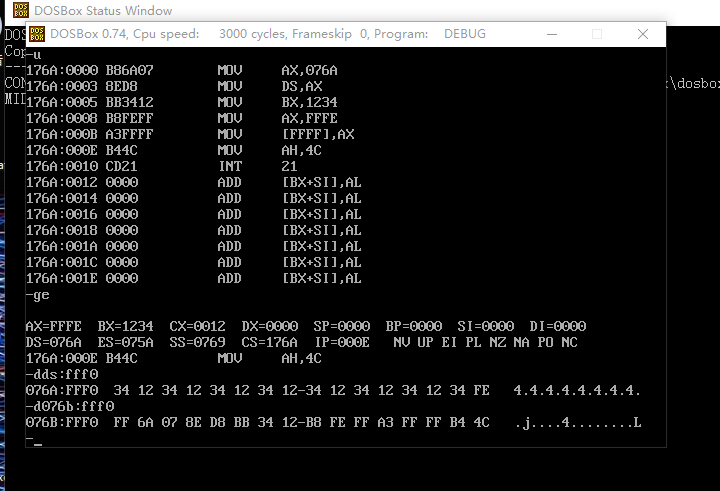 DOSBox Status Window
DOSBox 0.74, Cpu speed: 3000 cycles, Frameskip 0, Program: DEBUG
-u
176A:0000 B86A07 MOV AX,076A
176A:0003 8ED8 MOV DS,AX
176A:0005 BB3412 MOV BX,1234
176A:0008 B8FEFF MOV AX,FFFE
176A:000B A3FFFF MOV [FFFF],AX
176A:000E B44C MOV AH,4C
176A:0010 CD21 INT 21
176A:0012 0000 ADD [BX+SI],AL
176A:0014 0000 ADD [BX+SI],AL
176A:0016 0000 ADD [BX+SI],AL
176A:0018 0000 ADD [BX+SI],AL
176A:001A 0000 ADD [BX+SI],AL
176A:001C 0000 ADD [BX+SI],AL
176A:001E 0000 ADD [BX+SI],AL
-ge
AX=FFFE BX=1234 CX=0012 DX=0000 SP=0000 BP=0000 SI=0000 DI=0000
DS=076A ES=075A SS=0769 CS=176A IP=000E NV UP EI PL NZ NA PO NC
176A:000E B44C MOV AH,4C
-dds:fff0
076A:FFF0 34 12 34 12 34 12 34 12-34 12 34 12 34 12 34 FE 4.4.4.4.4.4.4.4.
-d076b:fff0
076B:FFF0 FF 6A 07 8E D8 BB 34 12-B8 FE FF A3 FF FF B4 4C .j....4........L
-_
DOS
Cop
---
CON
MID
\dosbox